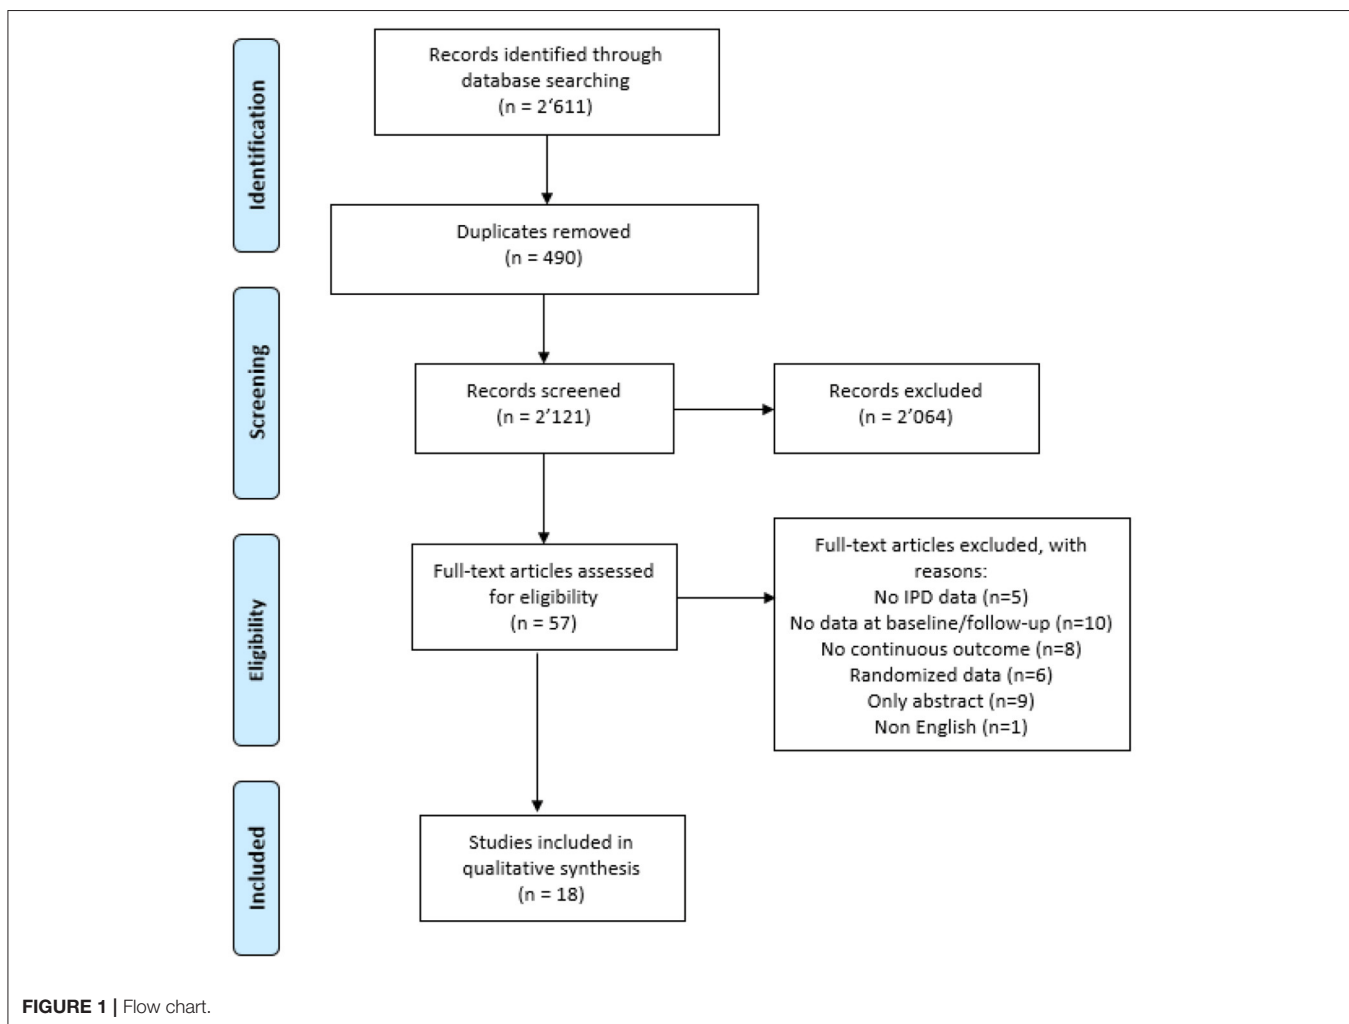 Identification
Records identified through
database searching
(n = 2‘611)
Duplicates removed
(n = 490)
Screening
Records screened
(n = 2’121)
Records excluded
(n = 2’064)
Eligibility
Full-text articles assessed
for eligibility
(n = 57)
Full-text articles excluded, with
reasons:
No IPD data (n=5)
No data at baseline/follow-up (n=10)
No continuous outcome (n=8)
Randomized data (n=6)
Only abstract (n=9)
Non English (n=1)
Included
Studies included in
qualitative synthesis
(n = 18)
FIGURE 1 | Flow chart.